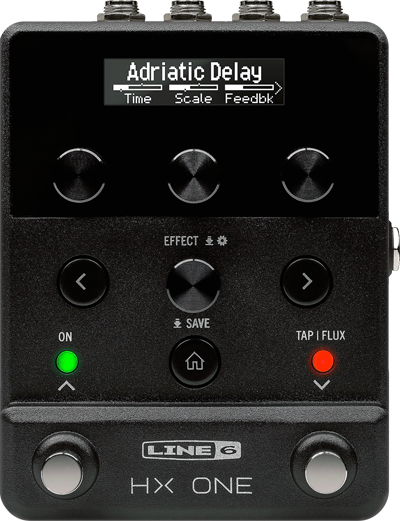 Adriatic Delay
Time Scale Feedbk
EFFECT
SAVE
ON
TAP | FLUX
LINE 6
HX ONE